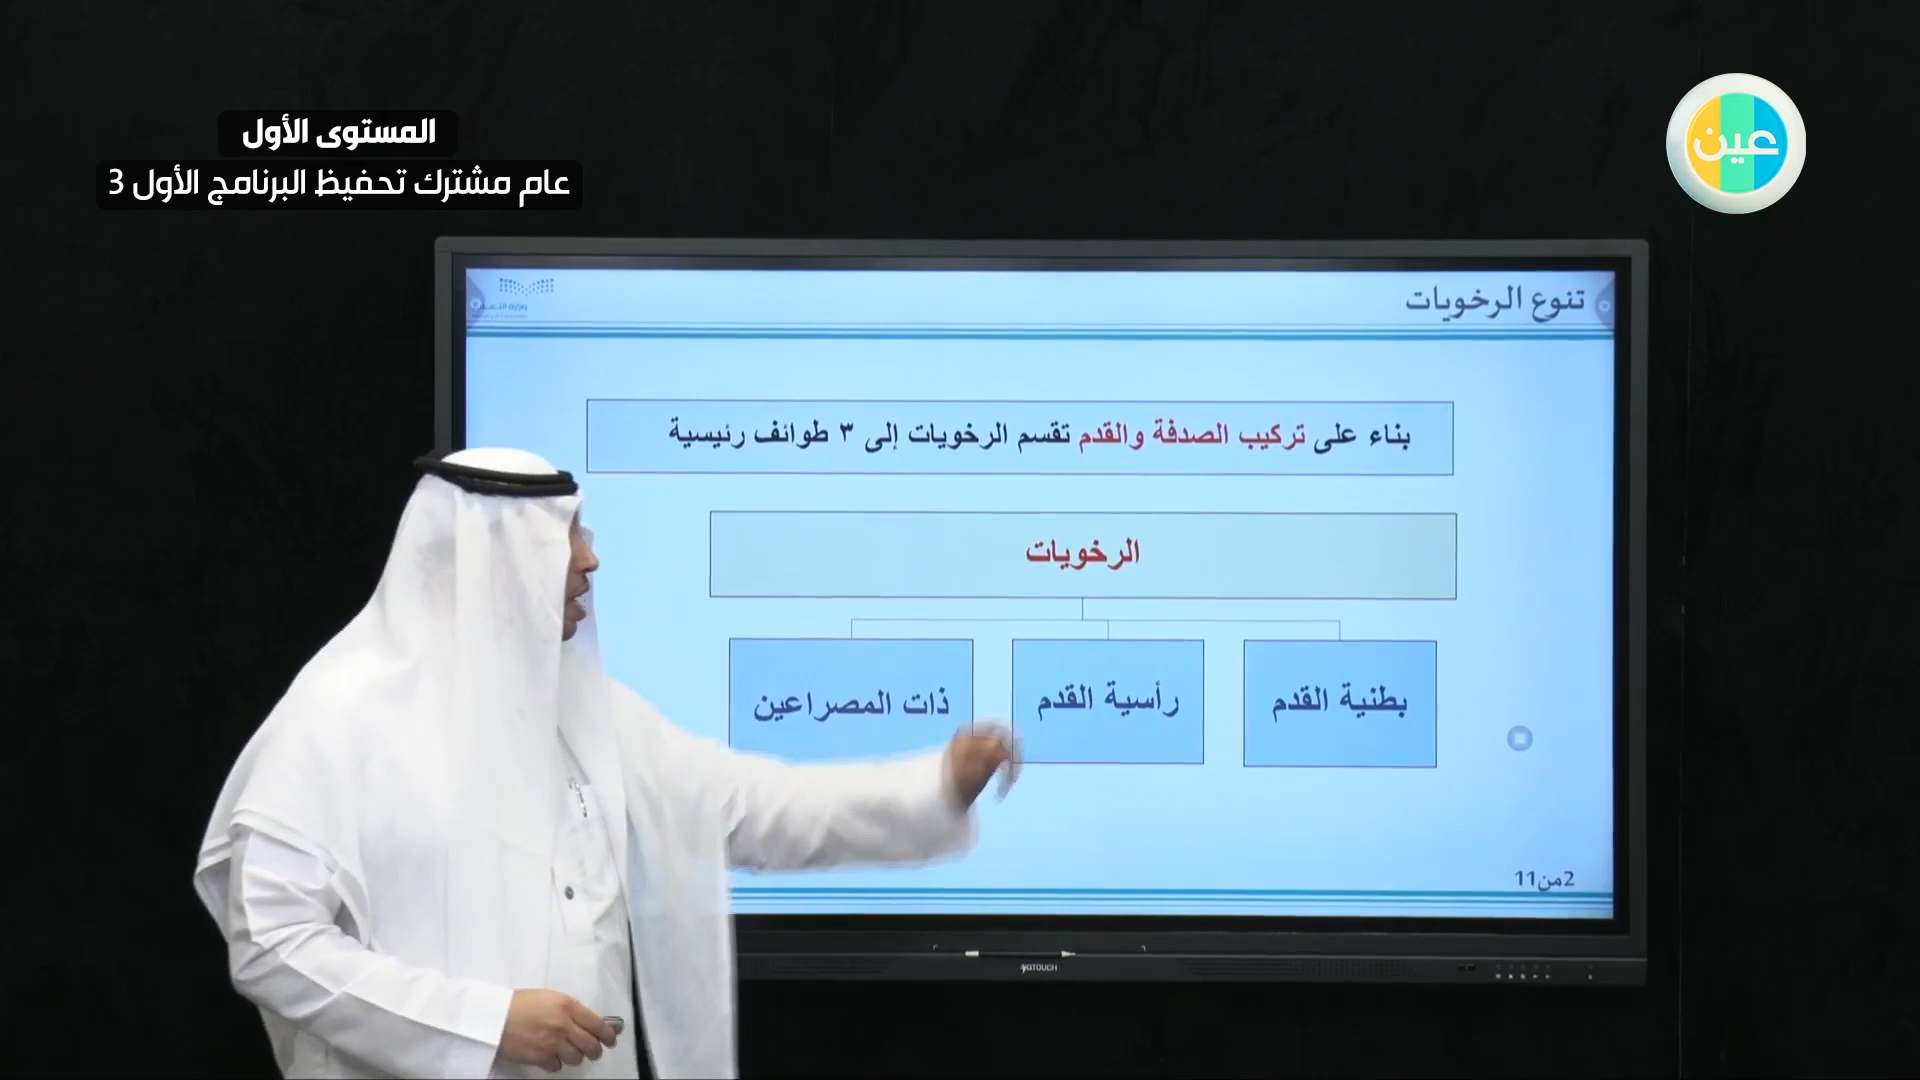 المستوى الأول
عام مشترك تحفيظ البرنامج الأول 3
عين
تنوع الرخويات
بناء على تركيب الصدفة والقدم تقسم الرخويات إلى ٣ طوائف رئيسية
الرخويات
بطنية القدم
رأسية القدم
ذات المصراعين
2من11